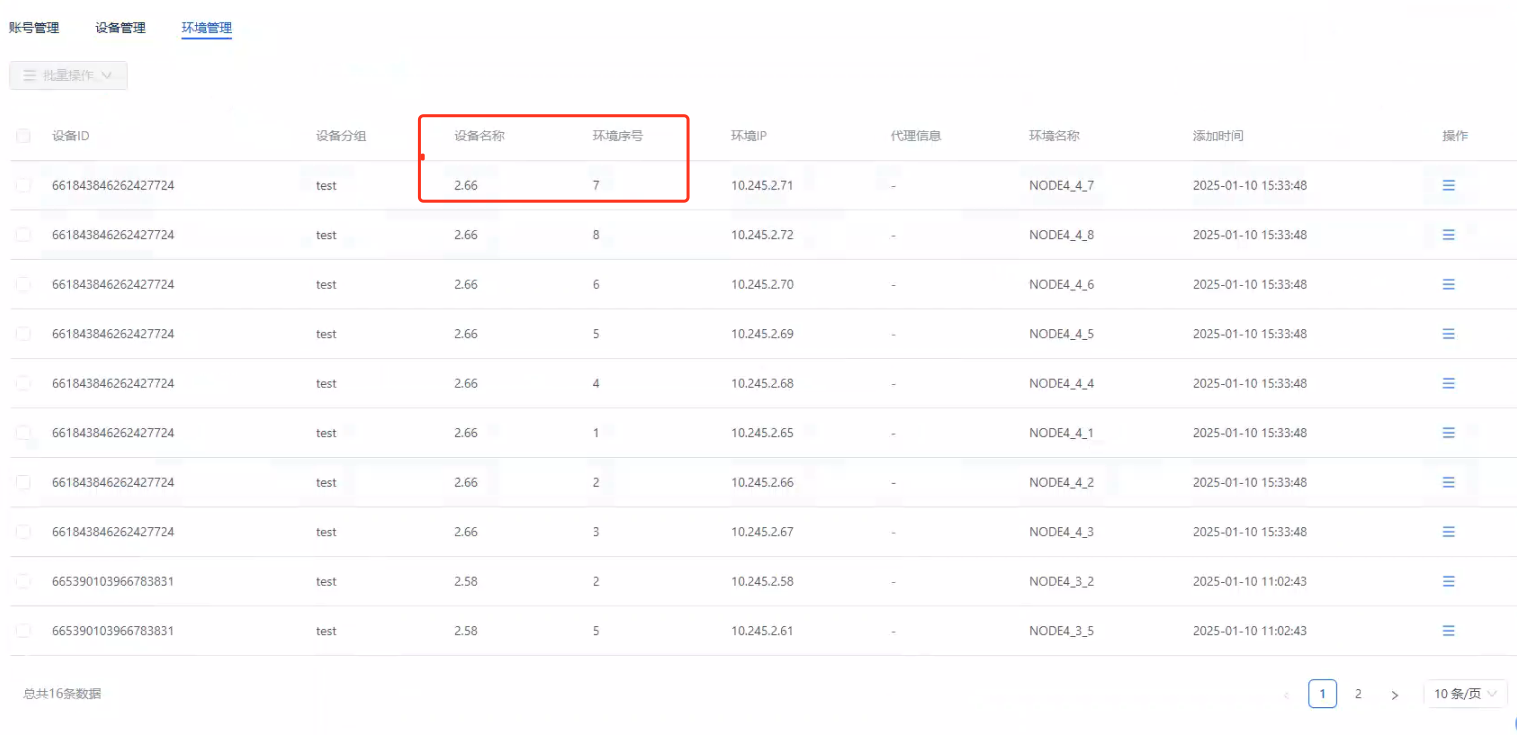 账号管理 设备管理 环境管理
批量操作
设备ID 设备分组 设备名称 环境序号 环境IP 代理信息 环境名称 添加时间 操作
661843846262427724 test 2.66 7 10.245.2.71 - NODE4_4_7 2025-01-10 15:33:48
661843846262427724 test 2.66 8 10.245.2.72 - NODE4_4_8 2025-01-10 15:33:48
661843846262427724 test 2.66 6 10.245.2.70 - NODE4_4_6 2025-01-10 15:33:48
661843846262427724 test 2.66 5 10.245.2.69 - NODE4_4_5 2025-01-10 15:33:48
661843846262427724 test 2.66 4 10.245.2.68 - NODE4_4_4 2025-01-10 15:33:48
661843846262427724 test 2.66 1 10.245.2.65 - NODE4_4_1 2025-01-10 15:33:48
661843846262427724 test 2.66 2 10.245.2.66 - NODE4_4_2 2025-01-10 15:33:48
661843846262427724 test 2.66 3 10.245.2.67 - NODE4_4_3 2025-01-10 15:33:48
665390103966783831 test 2.58 2 10.245.2.58 - NODE4_3_2 2025-01-10 11:02:43
665390103966783831 test 2.58 5 10.245.2.61 - NODE4_3_5 2025-01-10 11:02:43
总共16条数据 < 1 2 > 10 条/页